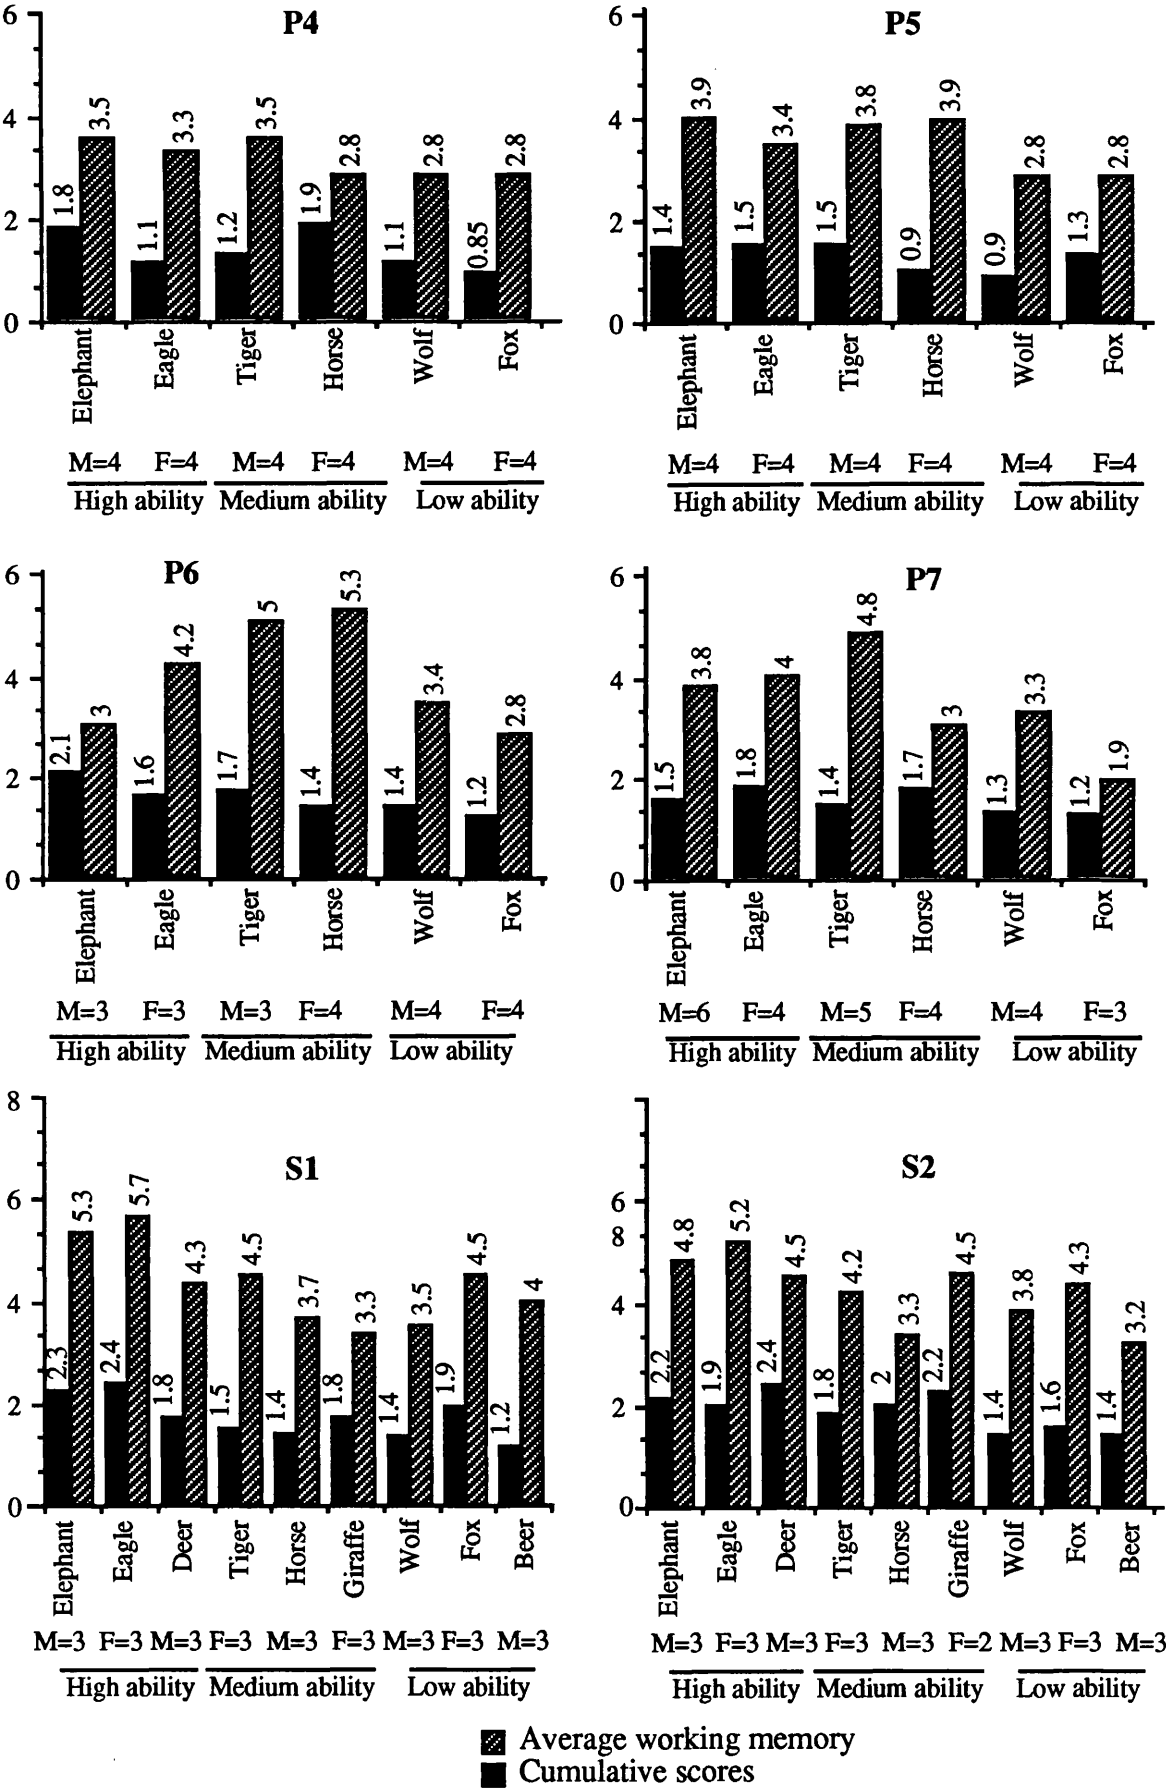 P4
6
4
2
0
1.8 3.5 1.1 3.3 1.2 3.5 1.9 2.8 1.1 2.8 0.85 2.8
Elephant Eagle Tiger Horse Wolf Fox
M=4 F=4 M=4 F=4 M=4 F=4
High ability Medium ability Low ability
P5
6
4
2
0
1.4 3.9 1.5 3.4 1.5 3.8 0.9 3.9 0.9 2.8 1.3 2.8
Elephant Eagle Tiger Horse Wolf Fox
M=4 F=4 M=4 F=4 M=4 F=4
High ability Medium ability Low ability
P6
6
4
2
0
2.1 3 1.6 4.2 1.7 5 1.4 5.3 1.4 3.4 1.2 2.8
Elephant Eagle Tiger Horse Wolf Fox
M=3 F=3 M=3 F=4 M=4 F=4
High ability Medium ability Low ability
P7
6
4
2
0
1.5 3.8 1.8 4 1.4 4.8 1.7 3 1.3 3.3 1.2 1.9
Elephant Eagle Tiger Horse Wolf Fox
M=6 F=4 M=5 F=4 M=4 F=3
High ability Medium ability Low ability
S1
8
6
4
2
0
2.3 5.3 2.4 5.7 1.8 4.3 1.5 4.5 1.4 3.7 1.8 3.3 1.4 3.5 1.9 4.5 1.2 4
Elephant Eagle Deer Tiger Horse Giraffe Wolf Fox Beer
M=3 F=3 M=3 F=3 M=3 F=3 M=3 F=3 M=3
High ability Medium ability Low ability
S2
6
8
4
2
0
2.2 4.8 1.9 5.2 2.4 4.5 1.8 4.2 2 3.3 2.2 4.5 1.4 3.8 1.6 4.3 1.4 3.2
Elephant Eagle Deer Tiger Horse Giraffe Wolf Fox Beer
M=3 F=3 M=3 F=3 M=3 F=2 M=3 F=3 M=3
High ability Medium ability Low ability
Average working memory
Cumulative scores